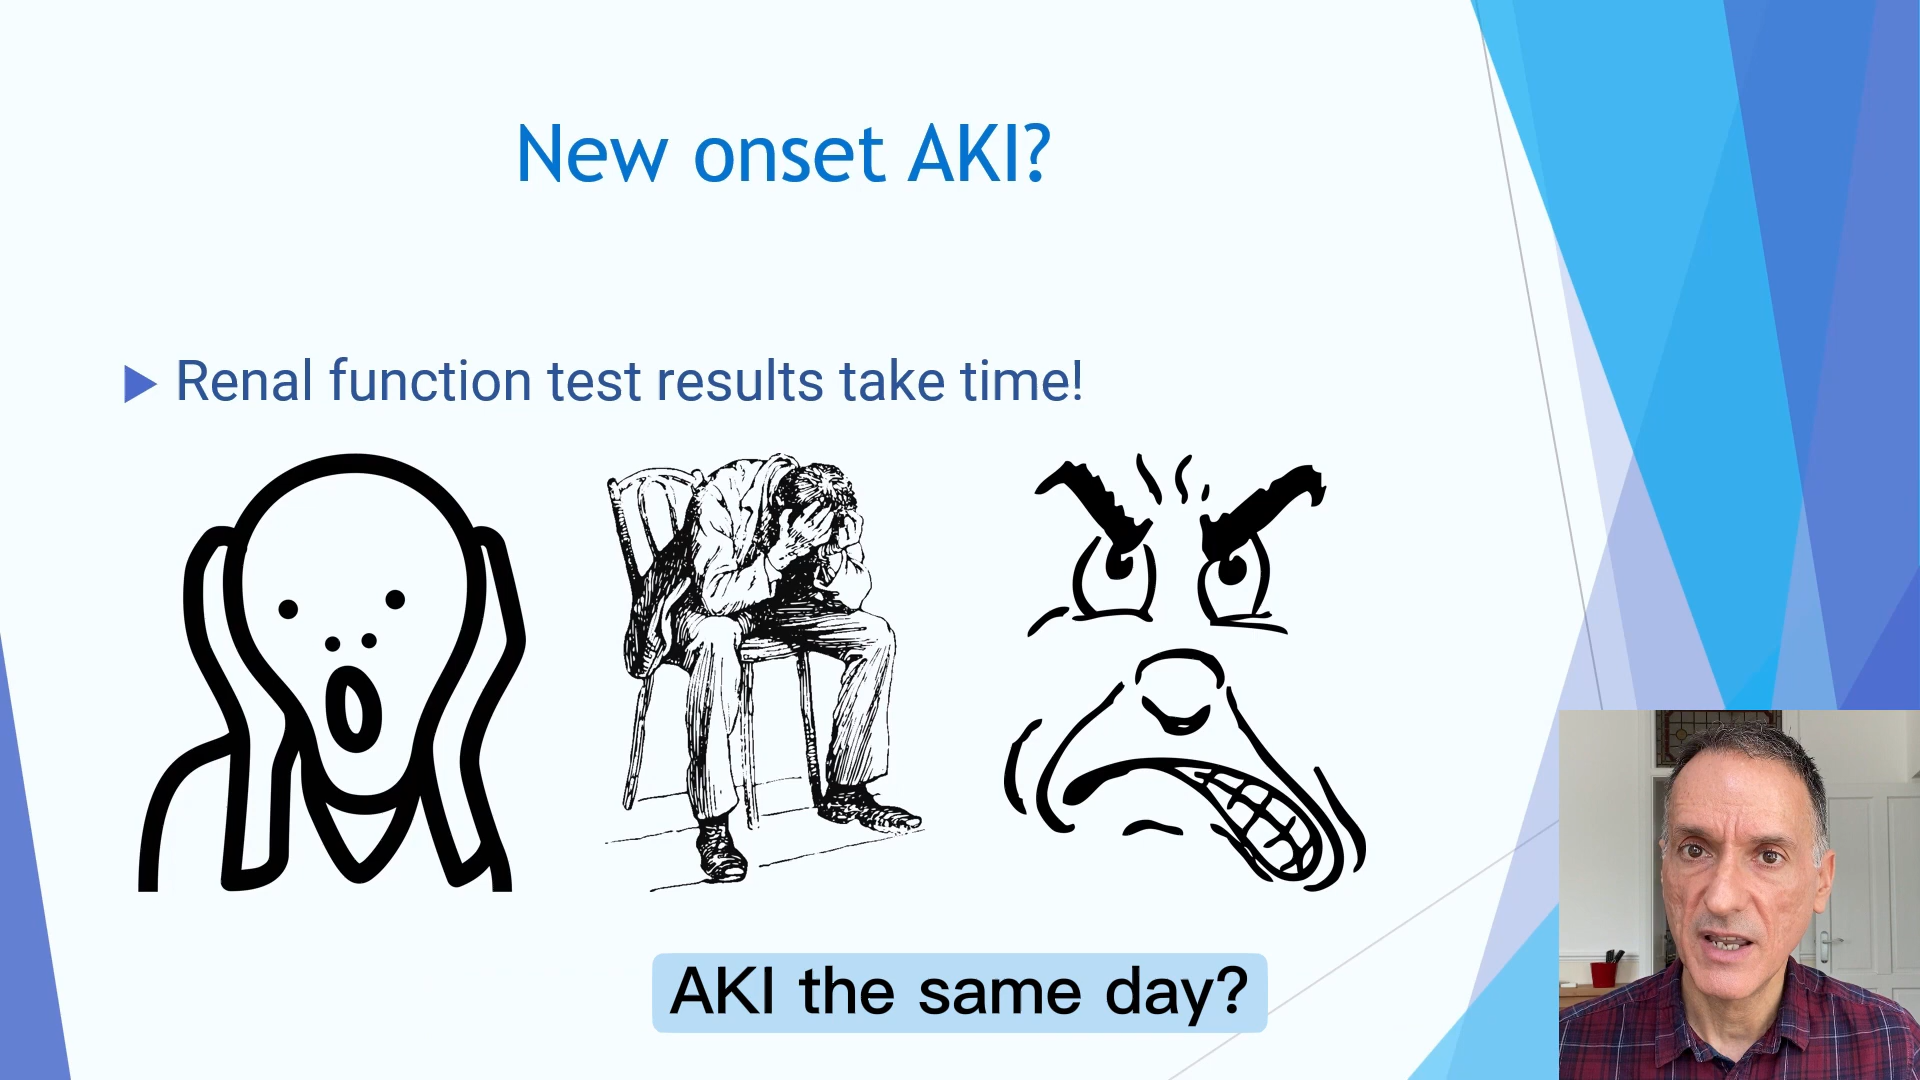 New onset AKI?
Renal function test results take time!
AKI the same day?